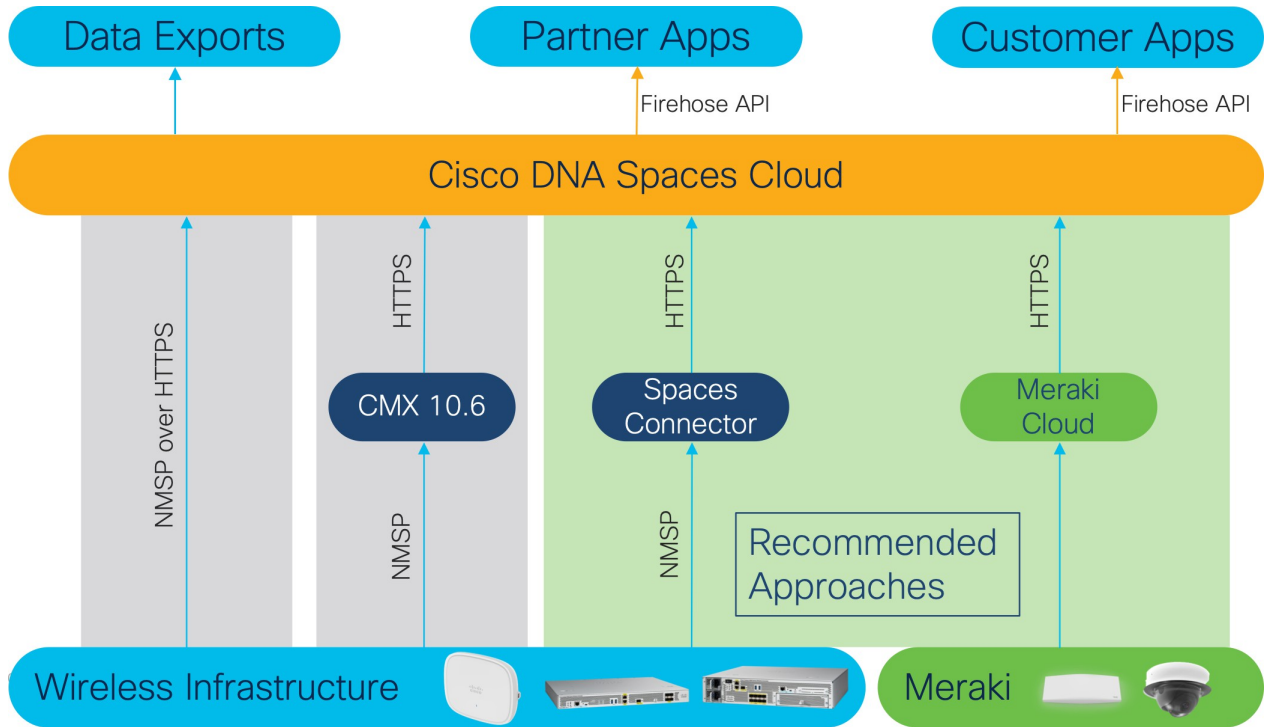 Data Exports
Partner Apps
Customer Apps
Firehose API
Firehose API
Cisco DNA Spaces Cloud
NMSP over HTTPS
HTTPS
HTTPS
HTTPS
CMX 10.6
Spaces
Connector
Meraki
Cloud
NMSP
NMSP
Recommended
Approaches
Wireless Infrastructure
Meraki